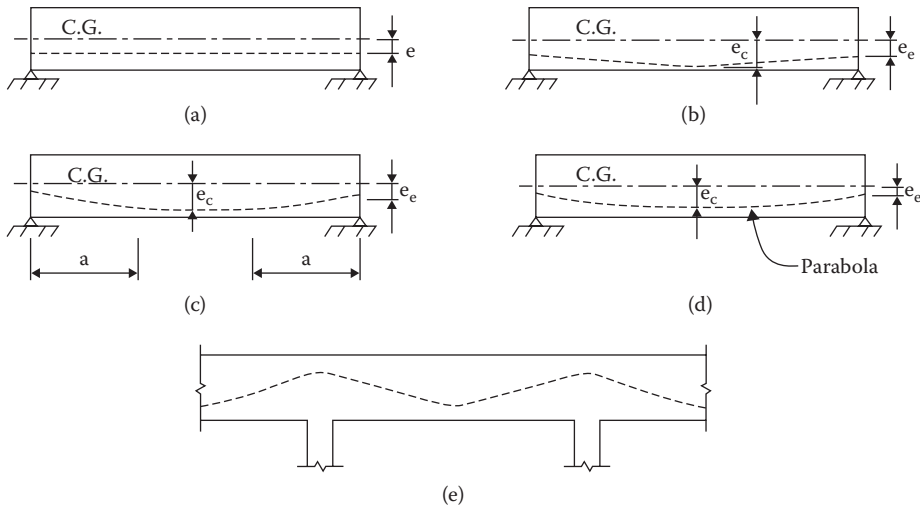 C.G.
e
(a)
C.G.
e_c
e_e
(b)
C.G.
e_c
e_e
a
a
(c)
C.G.
e_c
e_e
Parabola
(d)
(e)